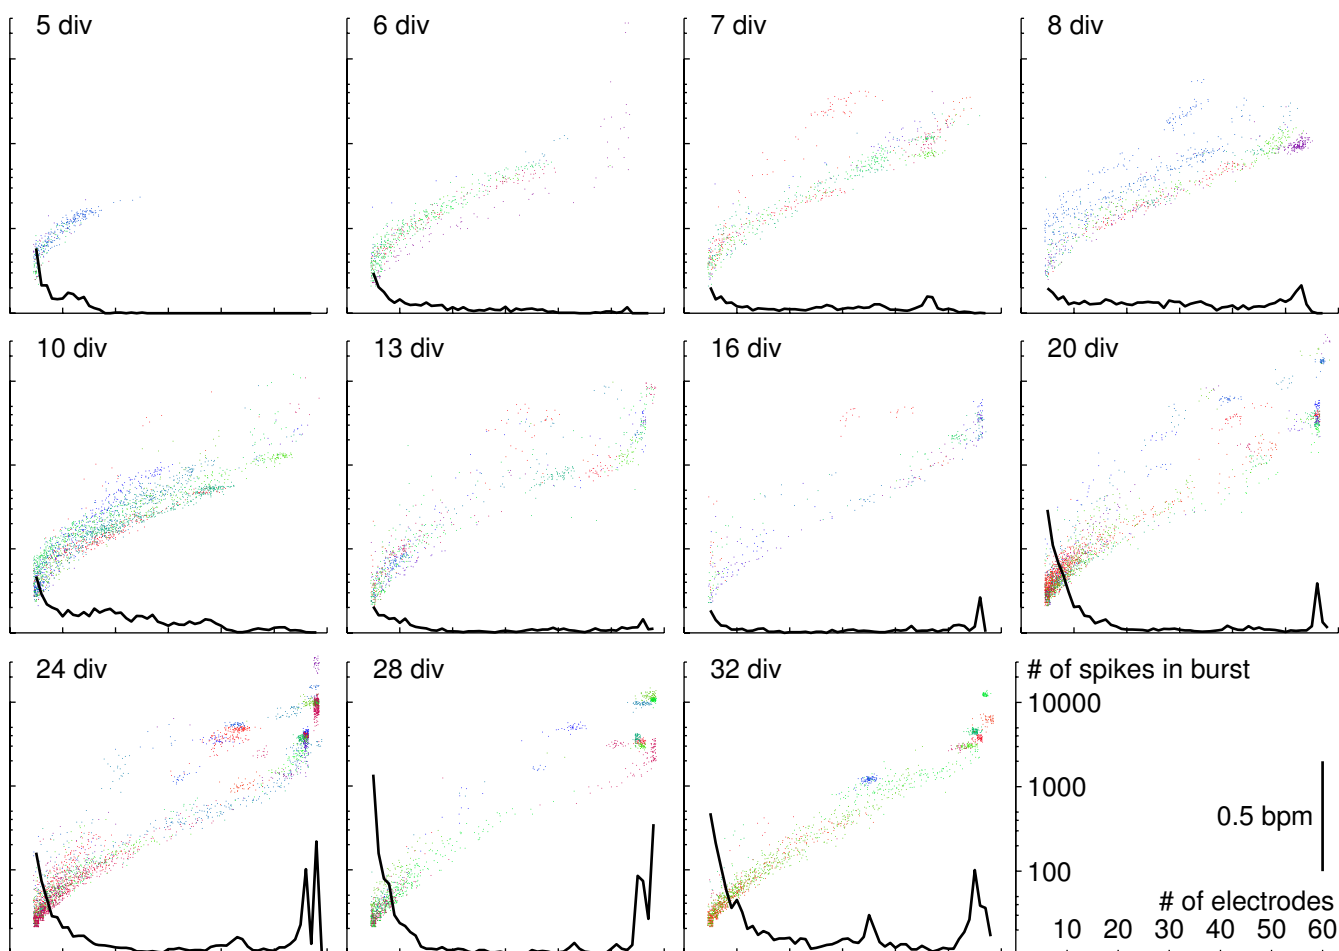 5 div
6 div
7 div
8 div
10 div
13 div
16 div
20 div
24 div
28 div
32 div
# of spikes in burst
10000
1000
0.5 bpm
100
# of electrodes
10 20 30 40 50 60